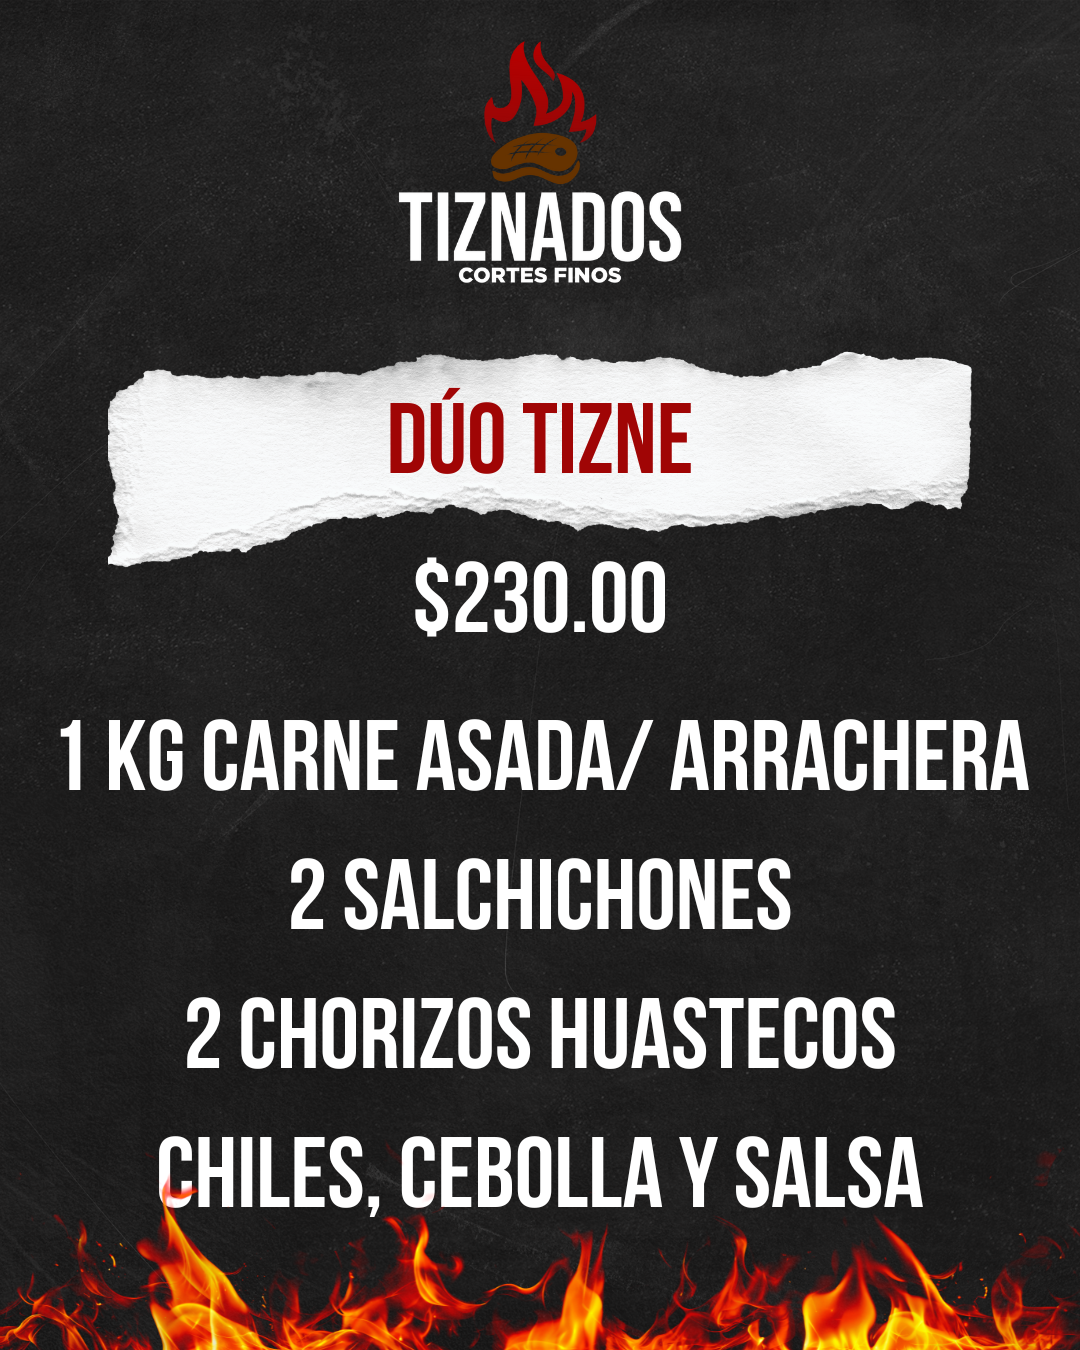 TIZNADOS
CORTES FINOS
DÚO TIZNE
$230.00
1 KG CARNE ASADA/ ARRACHERA
2 SALCHICHONES
2 CHORIZOS HUASTECOS
CHILES, CEBOLLA Y SALSA